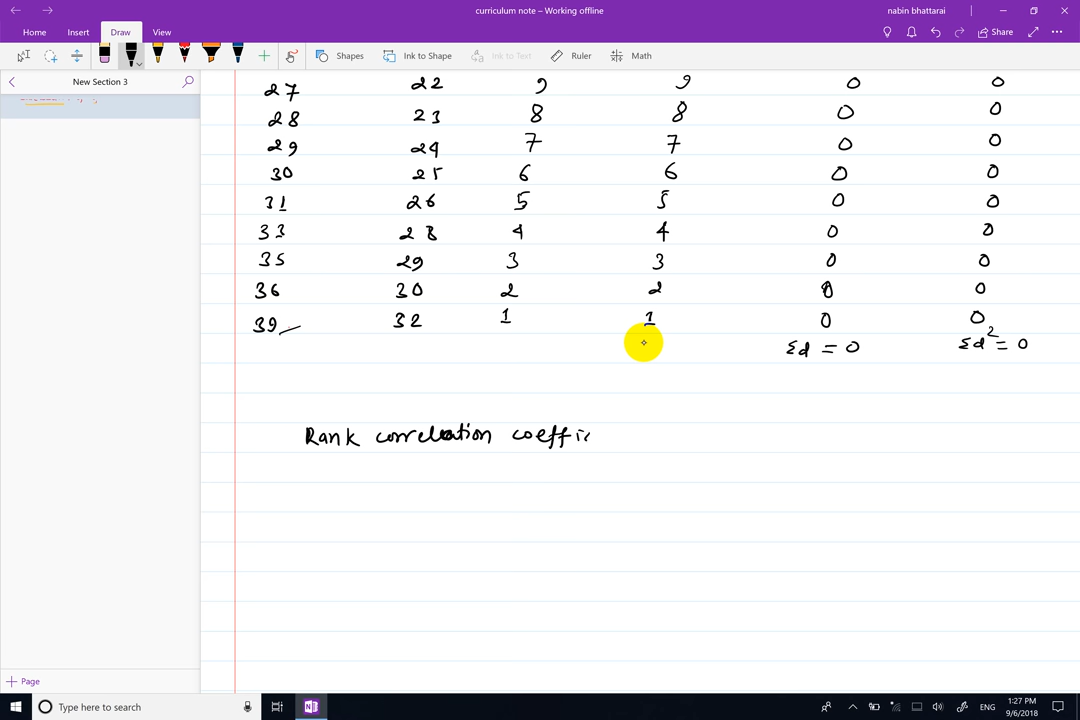 curriculum note – Working offline
nabin bhattarai
Home Insert Draw View
Share
Shapes Ink to Shape Ink to Text Ruler Math
New Section 3
27 22 9 9 0 0
28 23 8 8 0 0
29 24 7 7 0 0
30 25 6 6 0 0
31 26 5 5 0 0
33 28 4 4 0 0
35 29 3 3 0 0
36 30 2 2 0 0
39 32 1 1 0 0
Σd = 0 Σd² = 0
Rank correlation coeffic
+ Page
Type here to search
ENG
1:27 PM
9/6/2018